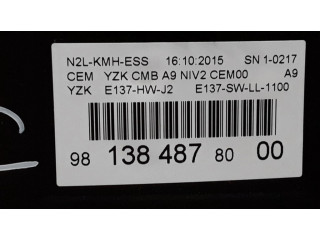 N2L-KMH-ESS 16:10:2015 SN 1-0217
CEM YZK CMB A9 NIV2 CEM00 A9
YZK E137-HW-J2 E137-SW-LL-1100
98 138 487 80 00